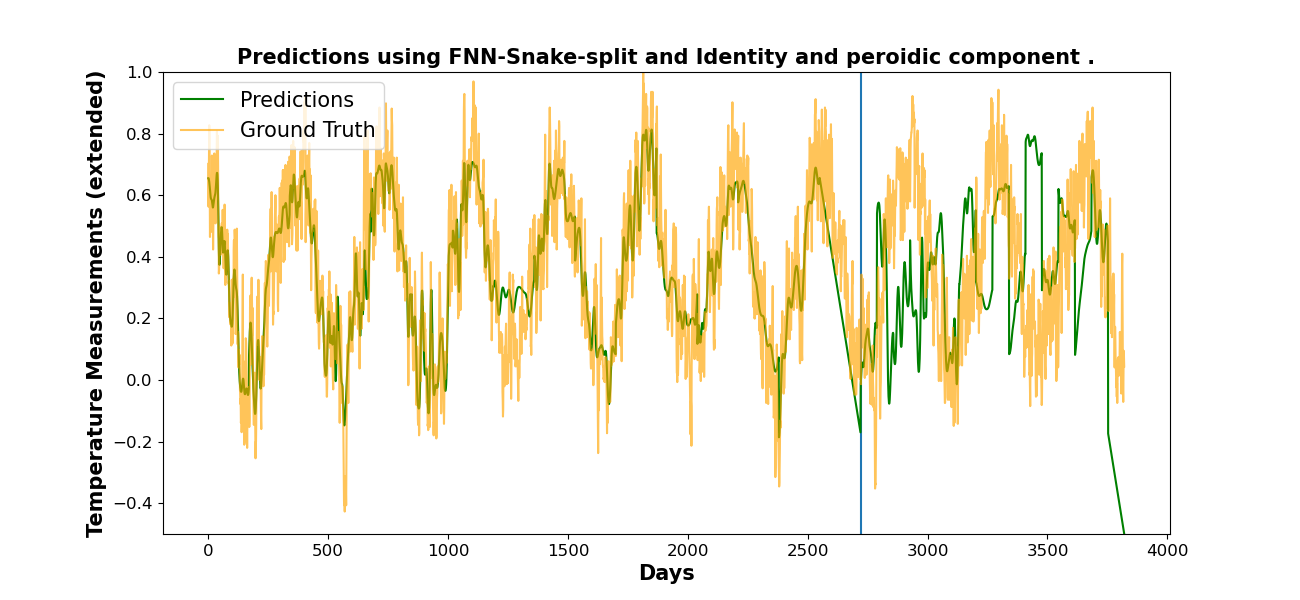 Predictions using FNN-Snake-split and Identity and peroidic component .
Temperature Measurements (extended)
1.0
0.8
0.6
0.4
0.2
0.0
−0.2
−0.4
Predictions
Ground Truth
0 500 1000 1500 2000 2500 3000 3500 4000
Days